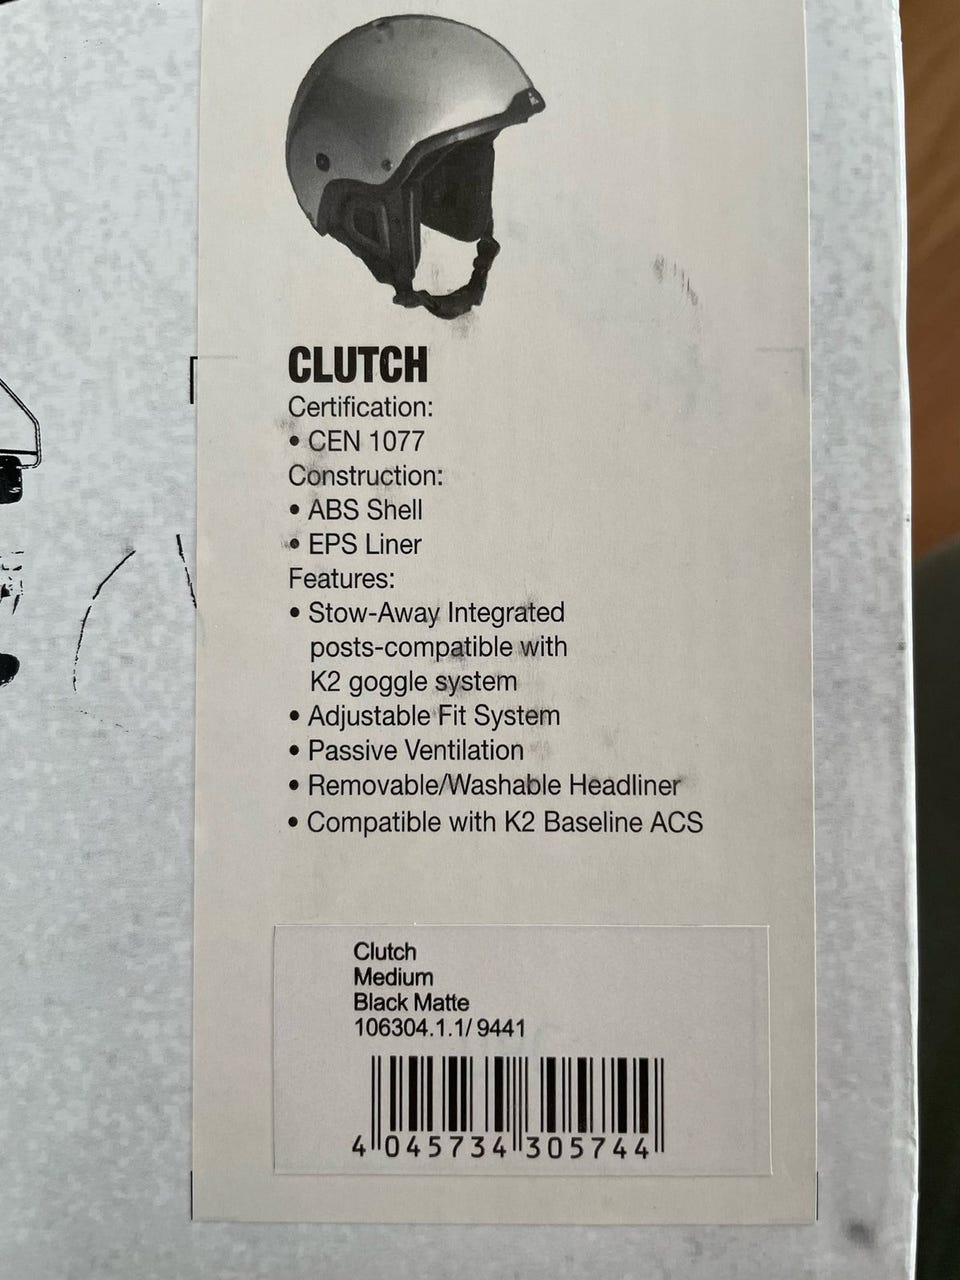 CLUTCH
Certification:
• CEN 1077
Construction:
• ABS Shell
• EPS Liner
Features:
• Stow-Away Integrated
posts-compatible with
K2 goggle system
• Adjustable Fit System
• Passive Ventilation
• Removable/Washable Headliner
• Compatible with K2 Baseline ACS
Clutch
Medium
Black Matte
106304.1.1/ 9441
4 045734 305744